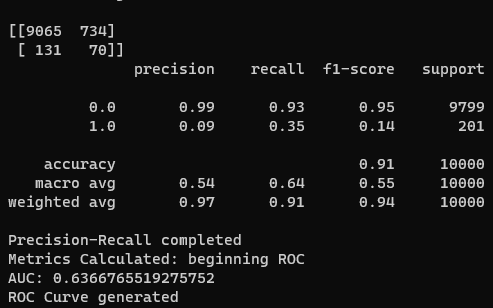 [[9065  734]
 [ 131   70]]
              precision    recall  f1-score   support

         0.0       0.99      0.93      0.95      9799
         1.0       0.09      0.35      0.14       201

    accuracy                           0.91     10000
   macro avg       0.54      0.64      0.55     10000
weighted avg       0.97      0.91      0.94     10000

Precision-Recall completed
Metrics Calculated: beginning ROC
AUC: 0.6366765519275752
ROC Curve generated